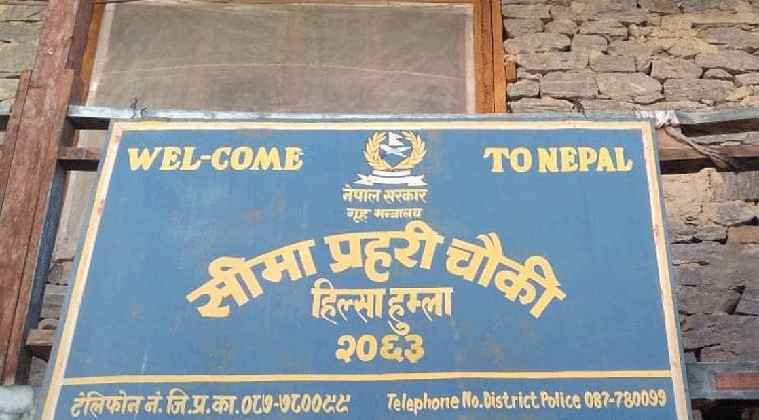 WEL-COME TO NEPAL
नेपाल सरकार
गृह मन्त्रालय
सीमा प्रहरी चौकी
हिल्सा हुम्ला
२०६३
टेलिफोन नं. जि.प्र.का. ०८७-७८००९९ Telephone No. District Police 087-780099